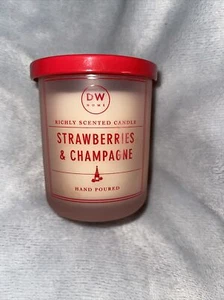 DW
HOME
RICHLY SCENTED CANDLE
STRAWBERRIES
& CHAMPAGNE
HAND POURED